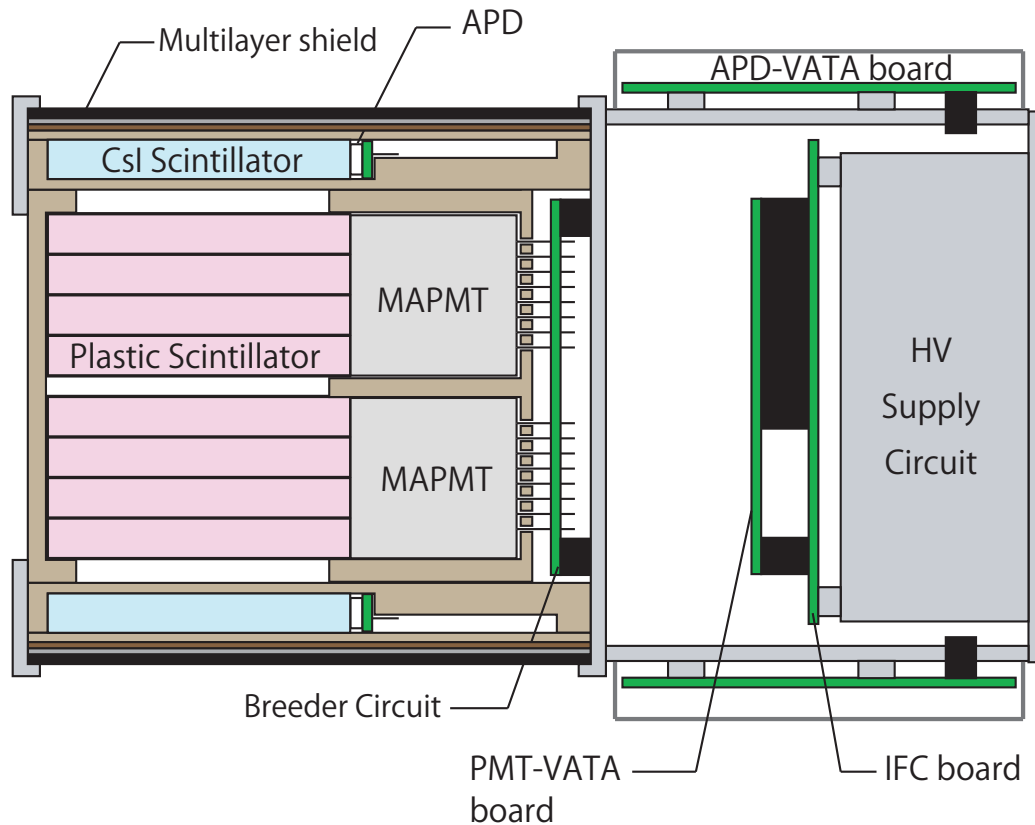 Multilayer shield
APD
APD-VATA board
CsI Scintillator
MAPMT
Plastic Scintillator
HV
Supply
Circuit
MAPMT
Breeder Circuit
PMT-VATA
board
IFC board